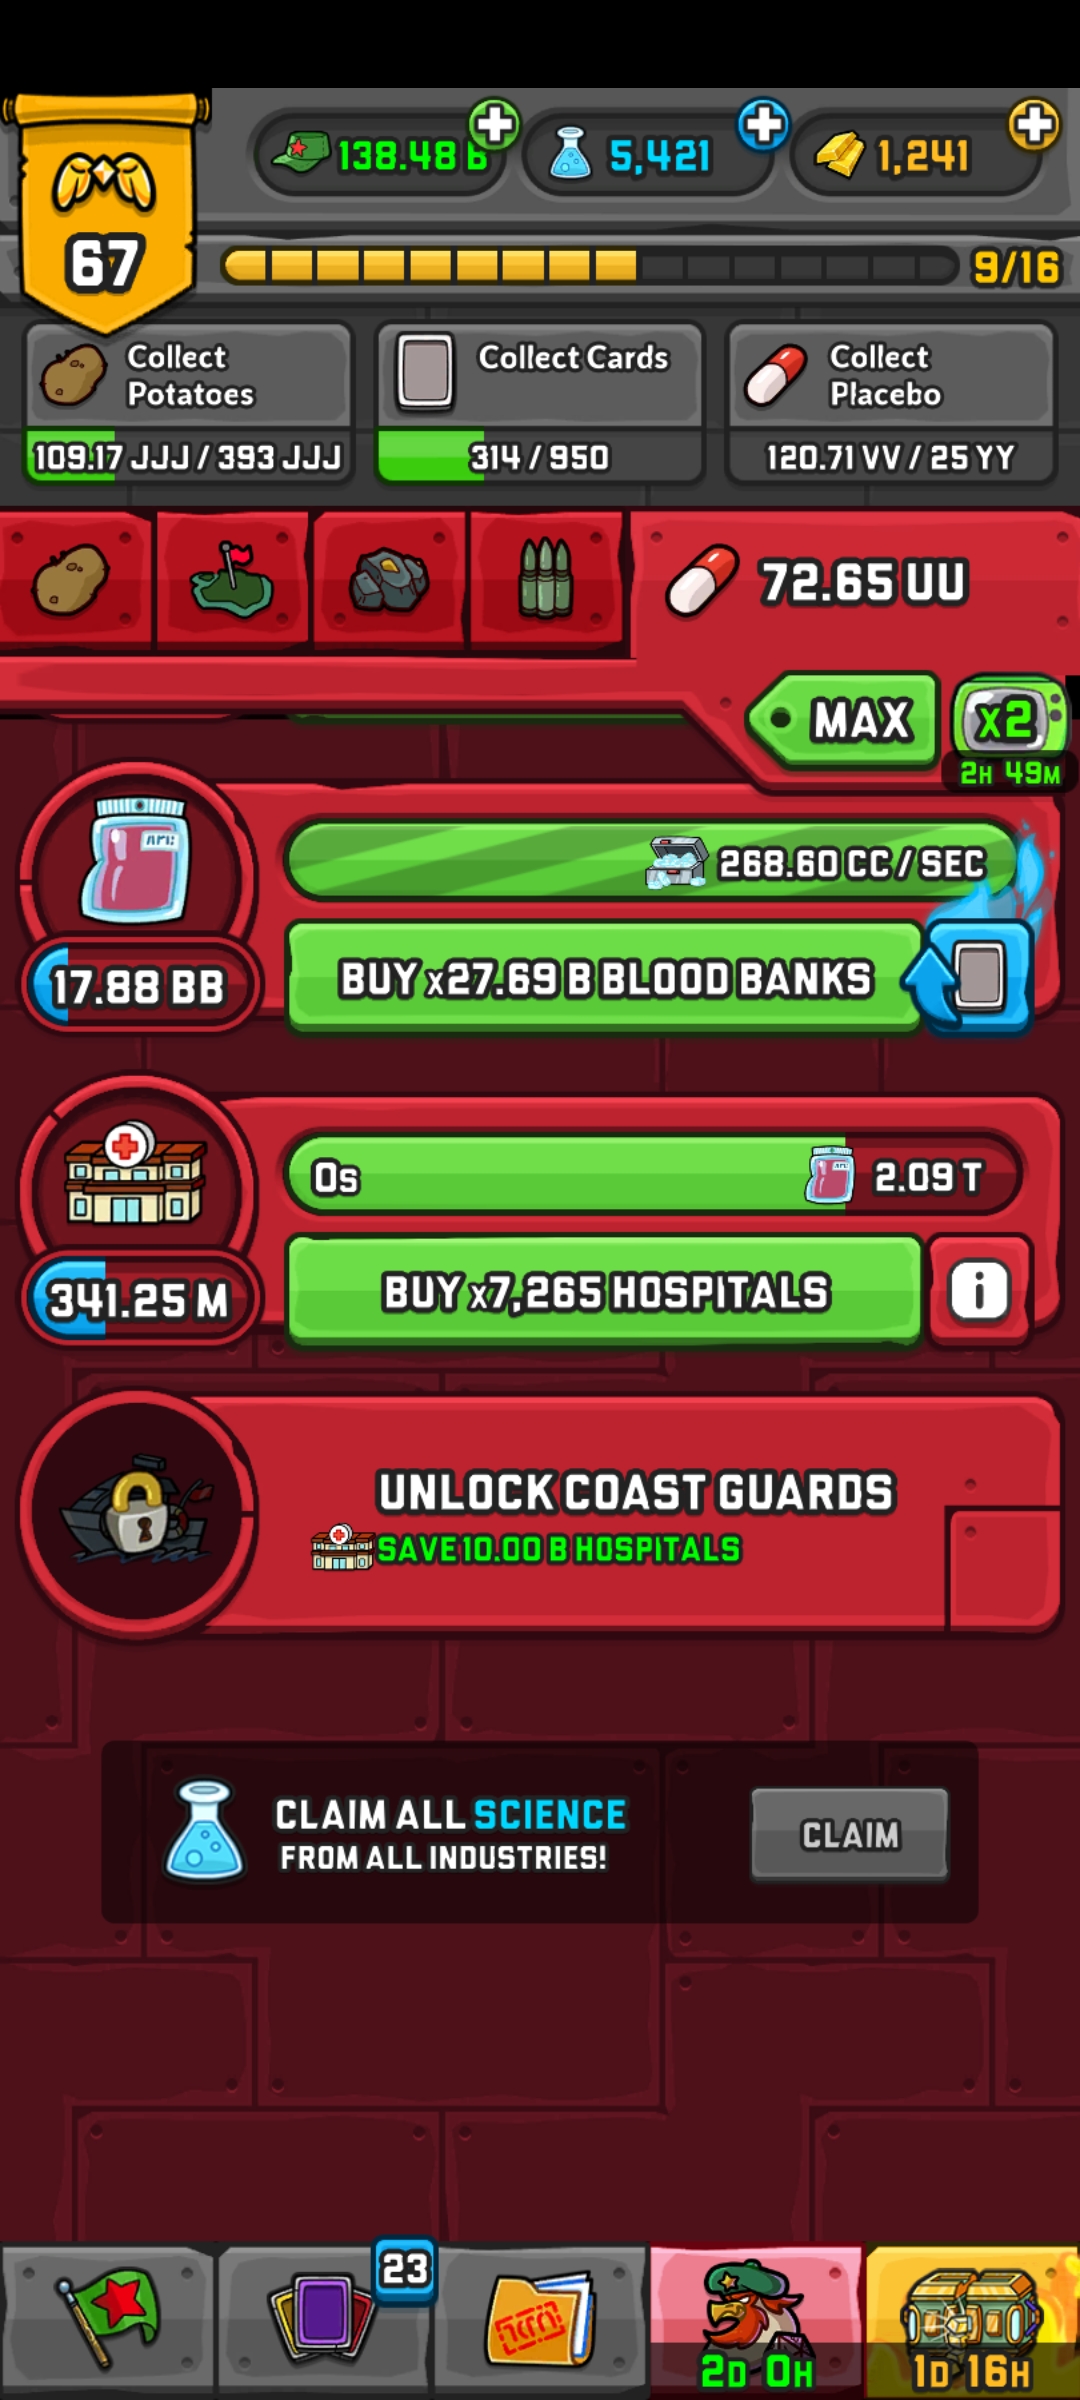 138.48 B
5,421
1,241
67
9/16
Collect
Potatoes
109.17 JJJ / 393 JJJ
Collect Cards
314 / 950
Collect
Placebo
120.71 VV / 25 YY
72.65 UU
MAX
x2
2H 49M
268.60 CC / SEC
17.88 BB
BUY x27.69 B BLOOD BANKS
0s
2.09 T
341.25 M
BUY x7,265 HOSPITALS
i
UNLOCK COAST GUARDS
SAVE 10.00 B HOSPITALS
CLAIM ALL SCIENCE
FROM ALL INDUSTRIES!
CLAIM
23
2D 0H
1D 16H